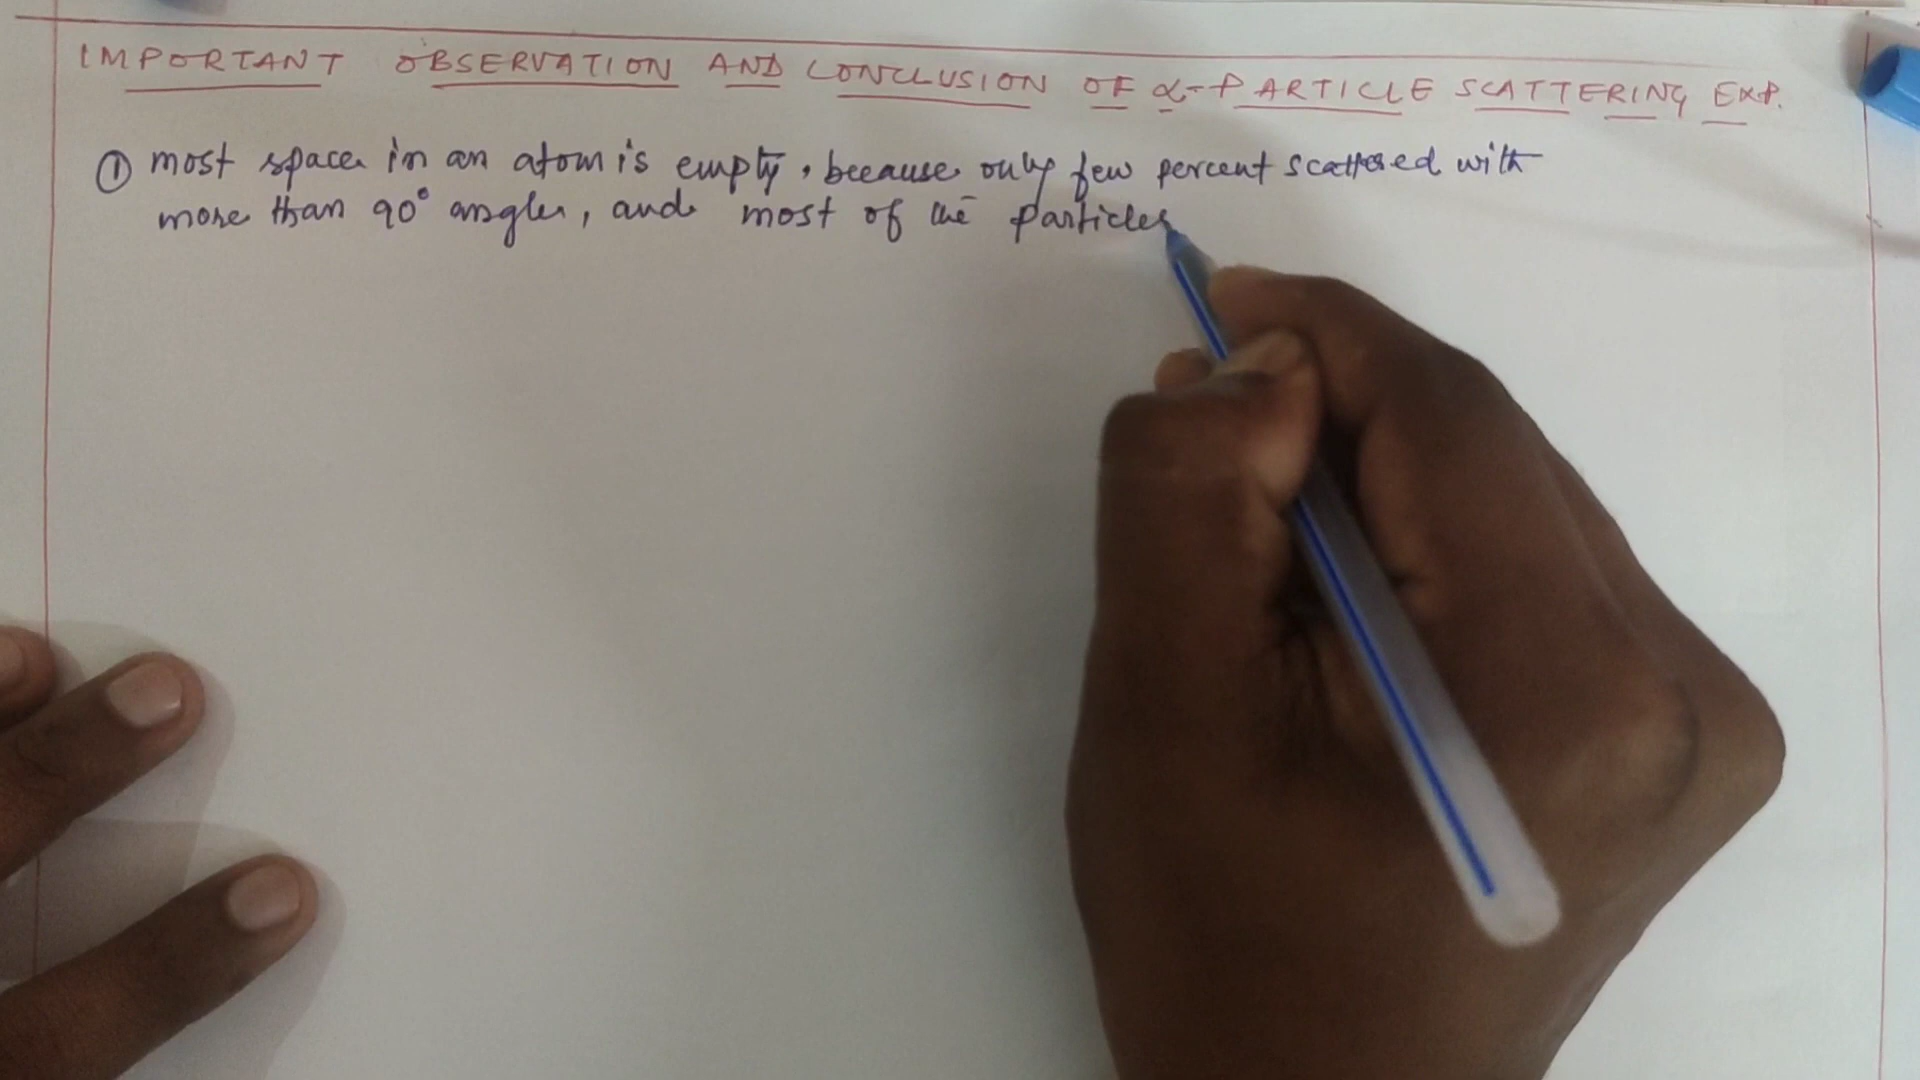 IMPORTANT OBSERVATION AND CONCLUSION OF α-PARTICLE SCATTERING EXP.
① most space in an atom is empty, because only few percent scattered with
more than 90° angle, and most of the particles